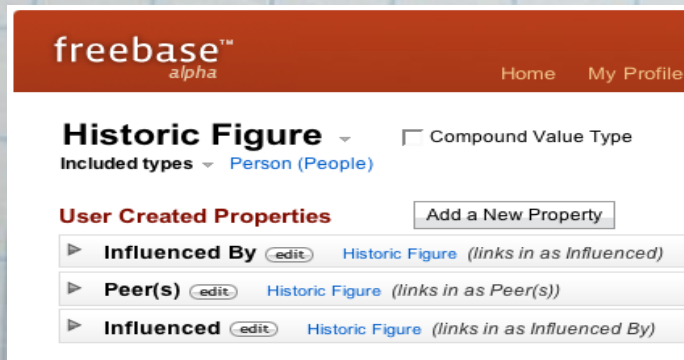 freebase™
alpha
Home My Profile
Historic Figure Compound Value Type
Included types Person (People)
User Created Properties Add a New Property
Influenced By edit Historic Figure (links in as Influenced)
Peer(s) edit Historic Figure (links in as Peer(s))
Influenced edit Historic Figure (links in as Influenced By)